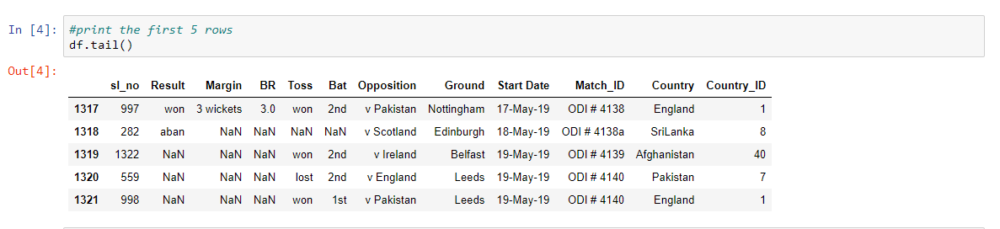 In [4]: #print the first 5 rows
df.tail()
Out[4]:
sl_no Result Margin BR Toss Bat Opposition Ground Start Date Match_ID Country Country_ID
1317 997 won 3 wickets 3.0 won 2nd v Pakistan Nottingham 17-May-19 ODI # 4138 England 1
1318 282 aban NaN NaN NaN NaN v Scotland Edinburgh 18-May-19 ODI # 4138a SriLanka 8
1319 1322 NaN NaN NaN won 2nd v Ireland Belfast 19-May-19 ODI # 4139 Afghanistan 40
1320 559 NaN NaN NaN lost 2nd v England Leeds 19-May-19 ODI # 4140 Pakistan 7
1321 998 NaN NaN NaN won 1st v Pakistan Leeds 19-May-19 ODI # 4140 England 1